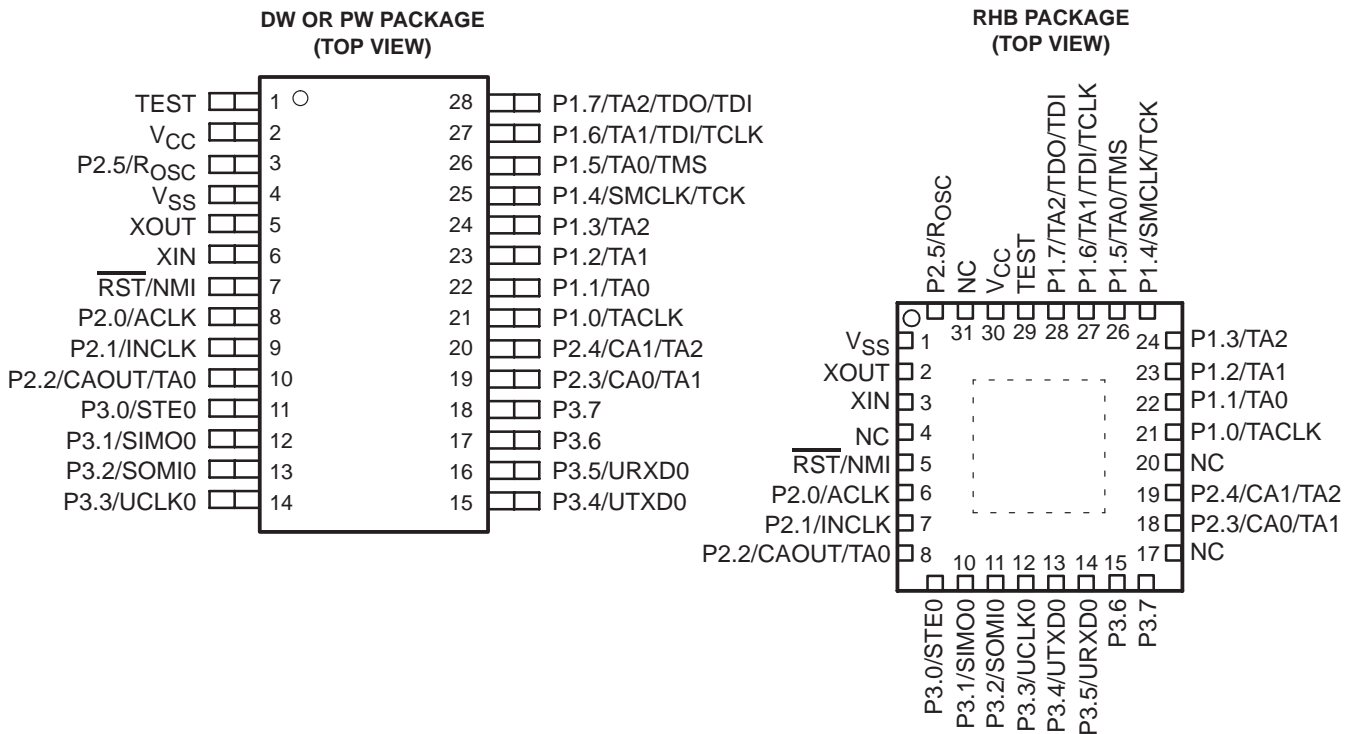 DW OR PW PACKAGE
(TOP VIEW)
TEST 1 28 P1.7/TA2/TDO/TDI
VCC 2 27 P1.6/TA1/TDI/TCLK
P2.5/ROSC 3 26 P1.5/TA0/TMS
VSS 4 25 P1.4/SMCLK/TCK
XOUT 5 24 P1.3/TA2
XIN 6 23 P1.2/TA1
RST/NMI 7 22 P1.1/TA0
P2.0/ACLK 8 21 P1.0/TACLK
P2.1/INCLK 9 20 P2.4/CA1/TA2
P2.2/CAOUT/TA0 10 19 P2.3/CA0/TA1
P3.0/STE0 11 18 P3.7
P3.1/SIMO0 12 17 P3.6
P3.2/SOMI0 13 16 P3.5/URXD0
P3.3/UCLK0 14 15 P3.4/UTXD0
RHB PACKAGE
(TOP VIEW)
P2.5/ROSC
NC
VCC
TEST
P1.7/TA2/TDO/TDI
P1.6/TA1/TDI/TCLK
P1.5/TA0/TMS
P1.4/SMCLK/TCK
31 30 29 28 27 26
VSS 1 24 P1.3/TA2
XOUT 2 23 P1.2/TA1
XIN 3 22 P1.1/TA0
NC 4 21 P1.0/TACLK
RST/NMI 5 20 NC
P2.0/ACLK 6 19 P2.4/CA1/TA2
P2.1/INCLK 7 18 P2.3/CA0/TA1
P2.2/CAOUT/TA0 8 17 NC
10 11 12 13 14 15
P3.0/STE0
P3.1/SIMO0
P3.2/SOMI0
P3.3/UCLK0
P3.4/UTXD0
P3.5/URXD0
P3.6
P3.7